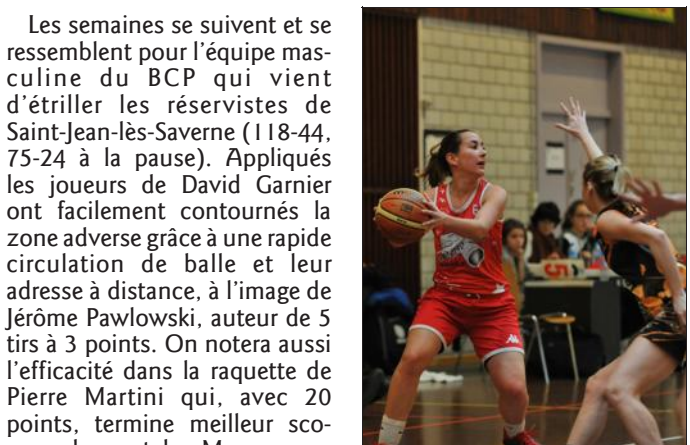 Les semaines se suivent et se
ressemblent pour l'équipe mas-
culine du BCP qui vient
d'étriller les réservistes de
Saint-Jean-lès-Saverne (118-44,
75-24 à la pause). Appliqués
les joueurs de David Garnier
ont facilement contournés la
zone adverse grâce à une rapide
circulation de balle et leur
adresse à distance, à l'image de
Jérôme Pawlowski, auteur de 5
tirs à 3 points. On notera aussi
l'efficacité dans la raquette de
Pierre Martini qui, avec 20
points, termine meilleur sco-